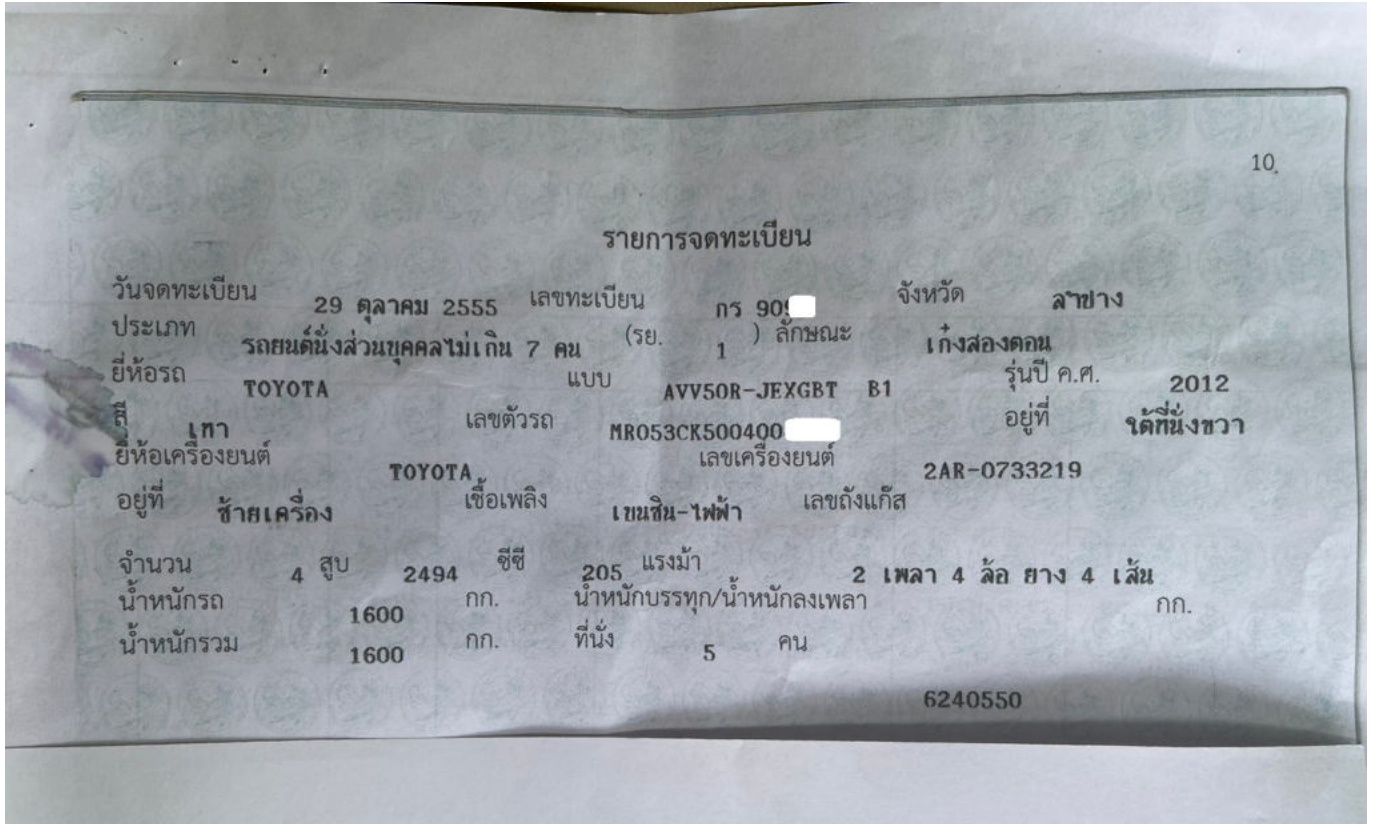 10.
รายการจดทะเบียน
วันจดทะเบียน 29 ตุลาคม 2555 เลขทะเบียน กร 909 จังหวัด ลำปาง
ประเภท รถยนต์นั่งส่วนบุคคลไม่เกิน 7 คน (รย. 1 ) ลักษณะ เก๋งสองตอน
ยี่ห้อรถ TOYOTA แบบ AVV50R-JEXGBT B1 รุ่นปี ค.ศ. 2012
สี เทา เลขตัวรถ MR053CK500400 อยู่ที่ ใต้ที่นั่งขวา
ยี่ห้อเครื่องยนต์ TOYOTA เลขเครื่องยนต์ 2AR-0733219
อยู่ที่ ซ้ายเครื่อง เชื้อเพลิง เบนซิน-ไฟฟ้า เลขถังแก๊ส
จำนวน 4 สูบ 2494 ซีซี 205 แรงม้า 2 เพลา 4 ล้อ ยาง 4 เส้น
น้ำหนักรถ 1600 กก. น้ำหนักบรรทุก/น้ำหนักลงเพลา กก.
น้ำหนักรวม 1600 กก. ที่นั่ง 5 คน
6240550